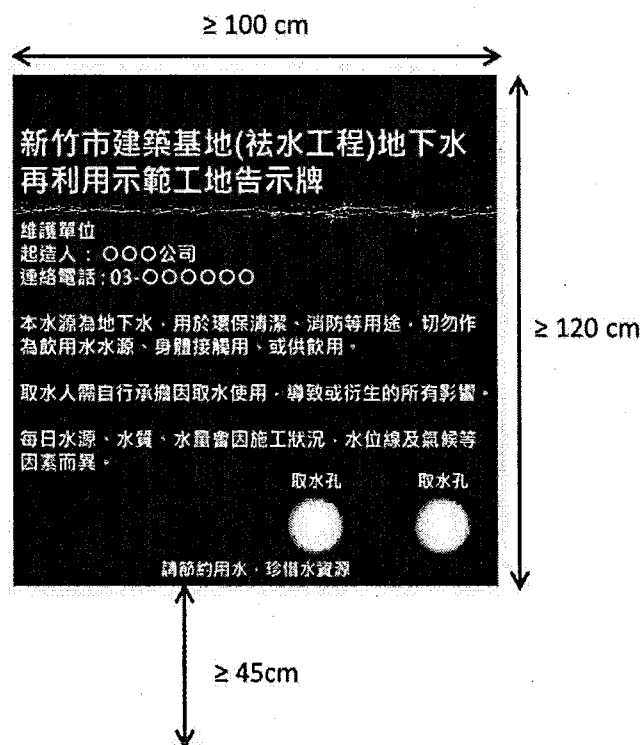 ≥ 100 cm
新竹市建築基地(袪水工程)地下水
再利用示範工地告示牌
維護單位
起造人：○○○公司
連絡電話：03-○○○○○○
本水源為地下水，用於環保清潔、消防等用途，切勿作
為飲用水水源、身體接觸用、或供飲用。
取水人需自行承擔因取水使用，導致或衍生的所有影響。
每日水源、水質、水量會因施工狀況，水位線及氣候等
因素而異。
取水孔 取水孔
請節約用水，珍惜水資源
≥ 120 cm
≥ 45cm